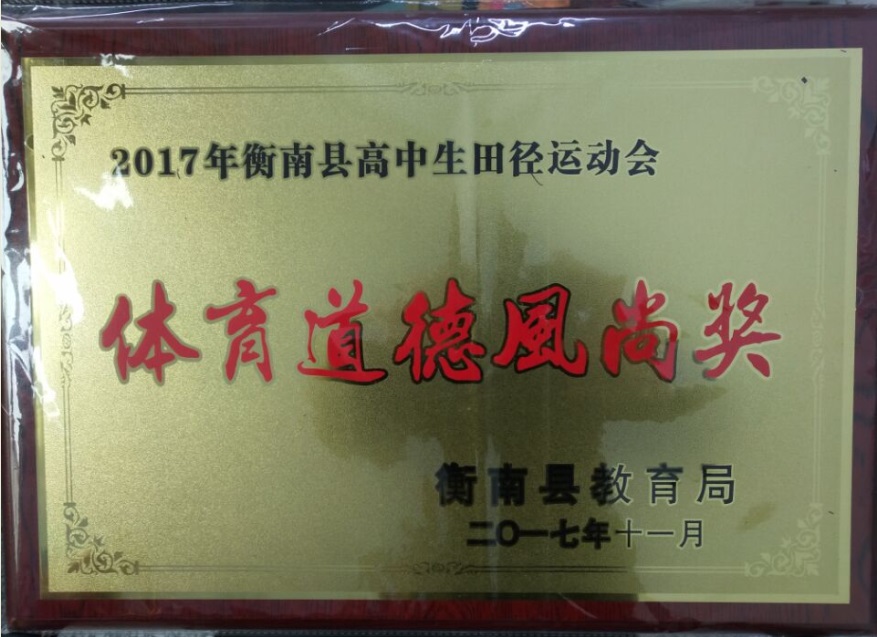 2017年衡南县高中生田径运动会
体育道德風尚奖
衡南县教育局
二〇一七年十一月